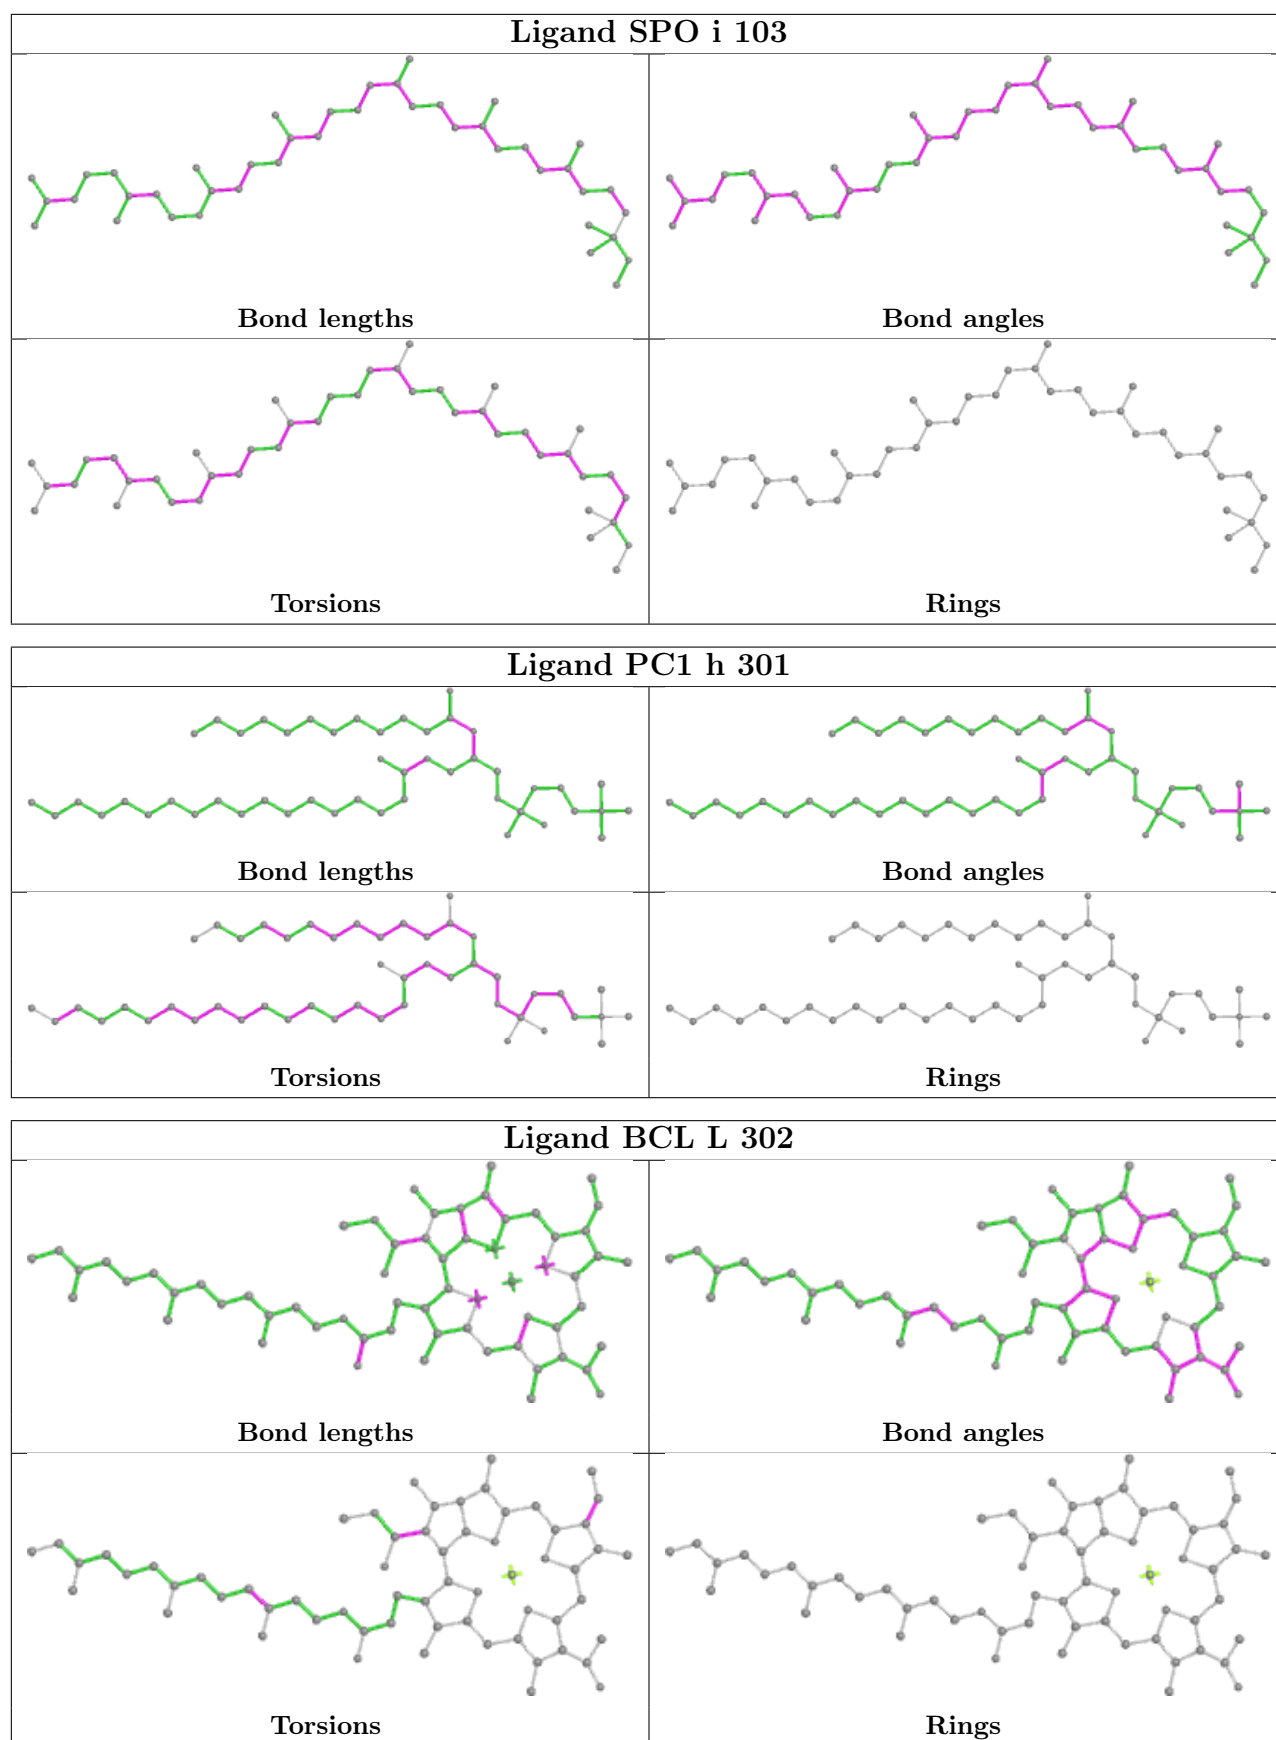 Ligand SPO i 103
Bond lengths
Bond angles
Torsions
Rings
Ligand PC1 h 301
Bond lengths
Bond angles
Torsions
Rings
Ligand BCL L 302
Bond lengths
Bond angles
Torsions
Rings